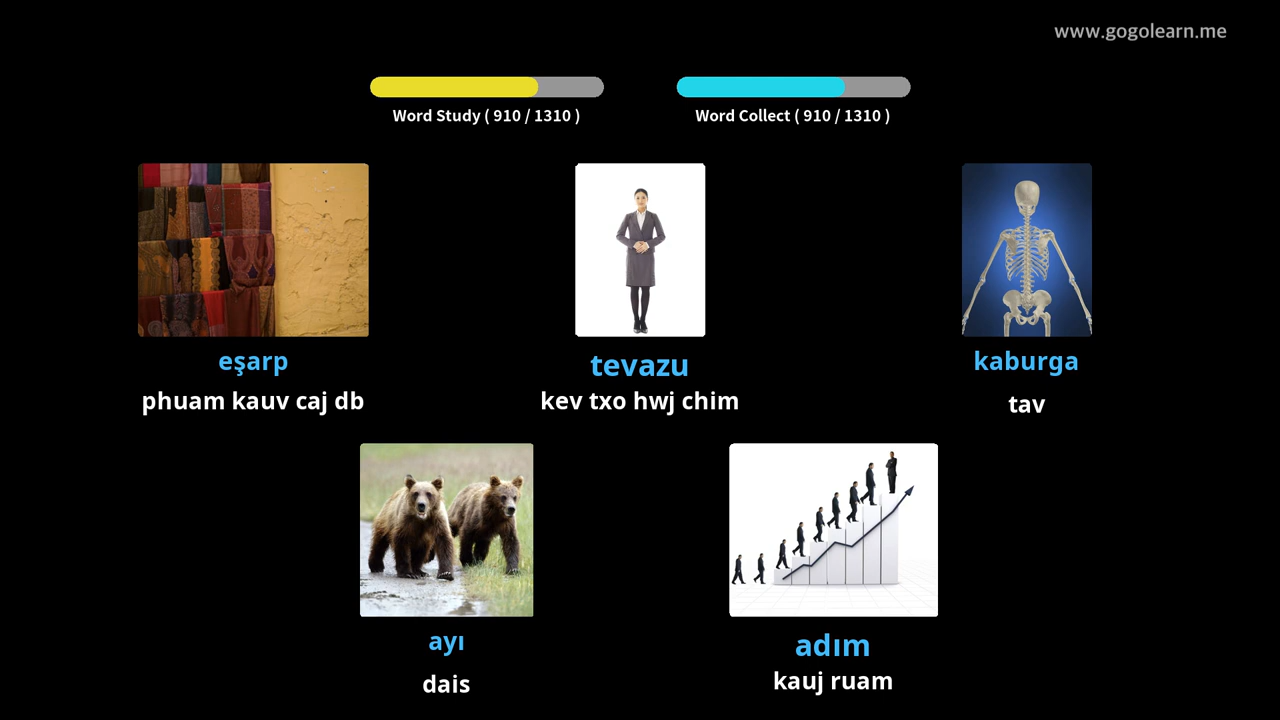 www.gogolearn.me
Word Study ( 910 / 1310 )
Word Collect ( 910 / 1310 )
eşarp
phuam kauv caj db
tevazu
kev txo hwj chim
kaburga
tav
ayı
dais
adım
kauj ruam